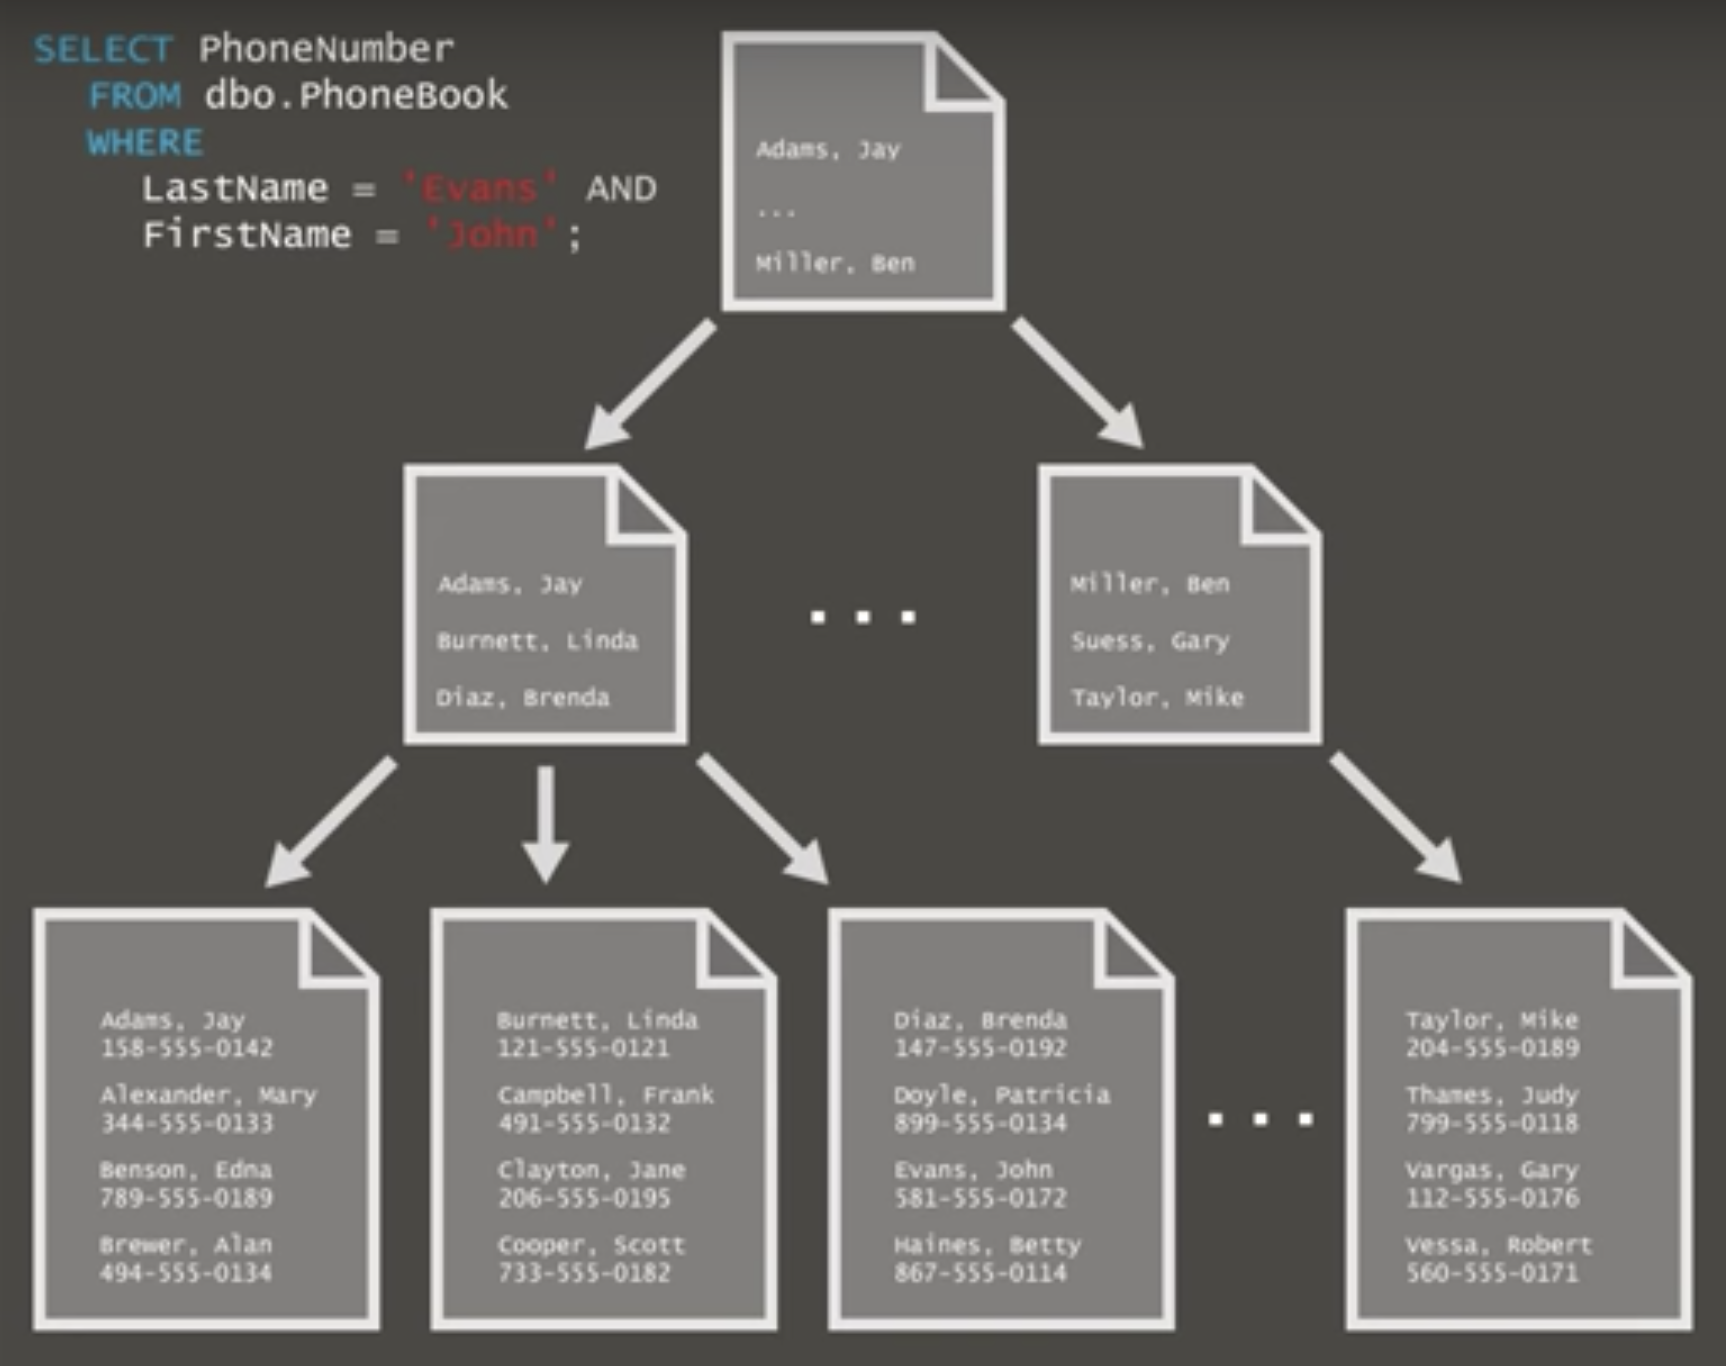 SELECT PhoneNumber
FROM dbo.PhoneBook
WHERE
LastName = 'Evans' AND
FirstName = 'John';
Adams, Jay
...
Miller, Ben
Adams, Jay
Burnett, Linda
Diaz, Brenda
...
Miller, Ben
Suess, Gary
Taylor, Mike
Adams, Jay
158-555-0142
Alexander, Mary
344-555-0133
Benson, Edna
789-555-0189
Brewer, Alan
494-555-0134
Burnett, Linda
121-555-0121
Campbell, Frank
491-555-0132
Clayton, Jane
206-555-0195
Cooper, Scott
733-555-0182
Diaz, Brenda
147-555-0192
Doyle, Patricia
899-555-0134
Evans, John
581-555-0172
Haines, Betty
867-555-0114
...
Taylor, Mike
204-555-0189
Thames, Judy
799-555-0118
Vargas, Gary
112-555-0176
Vessa, Robert
560-555-0171